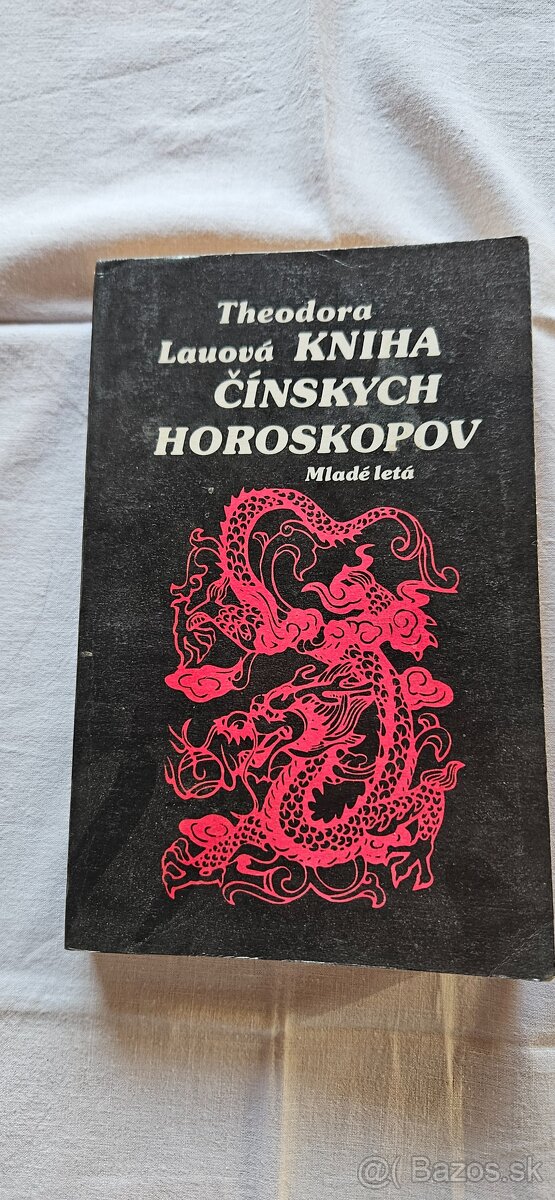 Theodora
Lauová KNIHA
ČÍNSKYCH
HOROSKOPOV
Mladé letá
@( Bazos.sk